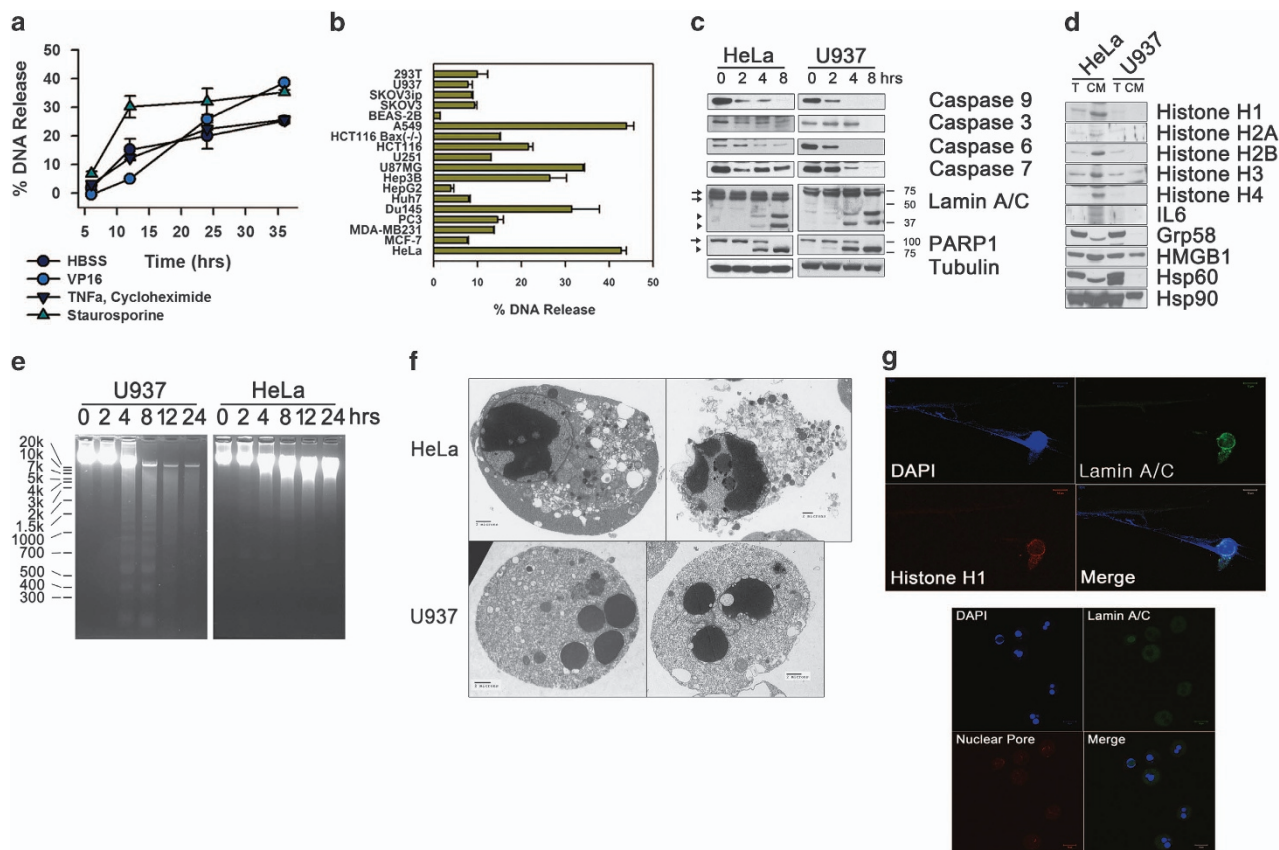 a
% DNA Release
50
40
30
20
10
0
5 10 15 20 25 30 35
Time (hrs)
HBSS
VP16
TNFa, Cycloheximide
Staurosporine
b
293T
U937
SKOV3ip
SKOV3
BEAS-2B
A549
HCT116 Bax(-/-)
HCT116
U251
U87MG
Hep3B
HepG2
Huh7
Du145
PC3
MDA-MB231
MCF-7
HeLa
0 10 20 30 40 50
% DNA Release
c
HeLa U937
0 2 4 8 0 2 4 8 hrs
Caspase 9
Caspase 3
Caspase 6
Caspase 7
75
50
Lamin A/C
37
100
PARP1
75
Tubulin
d
HeLa U937
T CM T CM
Histone H1
Histone H2A
Histone H2B
Histone H3
Histone H4
IL6
Grp58
HMGB1
Hsp60
Hsp90
e
U937 HeLa
0 2 4 8 12 24 0 2 4 8 12 24 hrs
20k
10k
7k
5k
4k
3k
2k
1.5k
1000
700
500
400
300
f
HeLa
2 microns
U937
2 microns
2 microns
g
DAPI
Lamin A/C
Histone H1
Merge
DAPI
Lamin A/C
Nuclear Pore
Merge